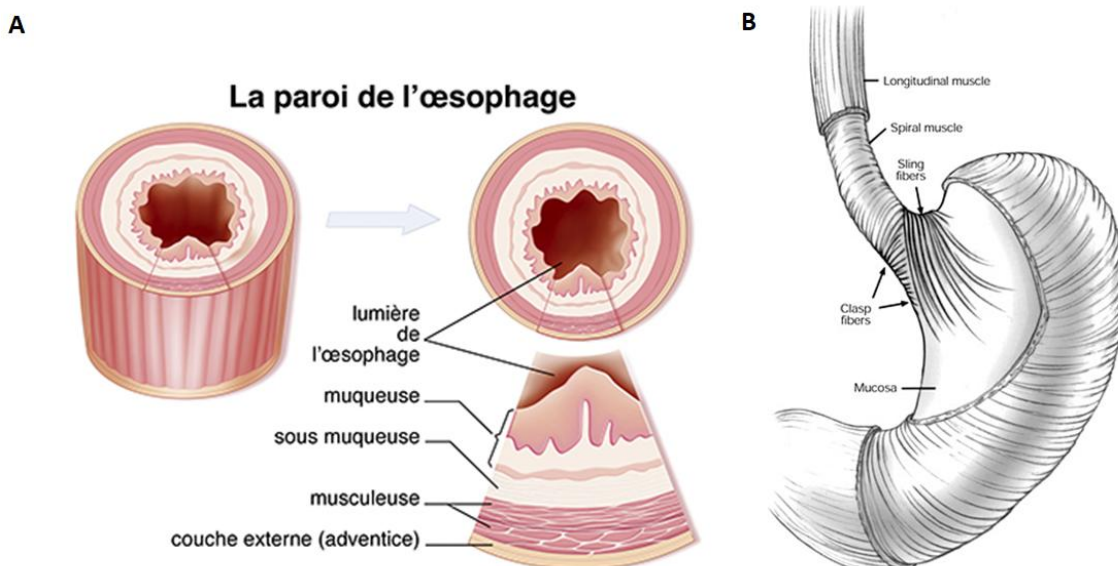 A
La paroi de l'œsophage
lumière
de
l'œsophage
muqueuse
sous muqueuse
musculeuse
couche externe (adventice)
B
Longitudinal muscle
Spiral muscle
Sling
fibers
Clasp
fibers
Mucosa